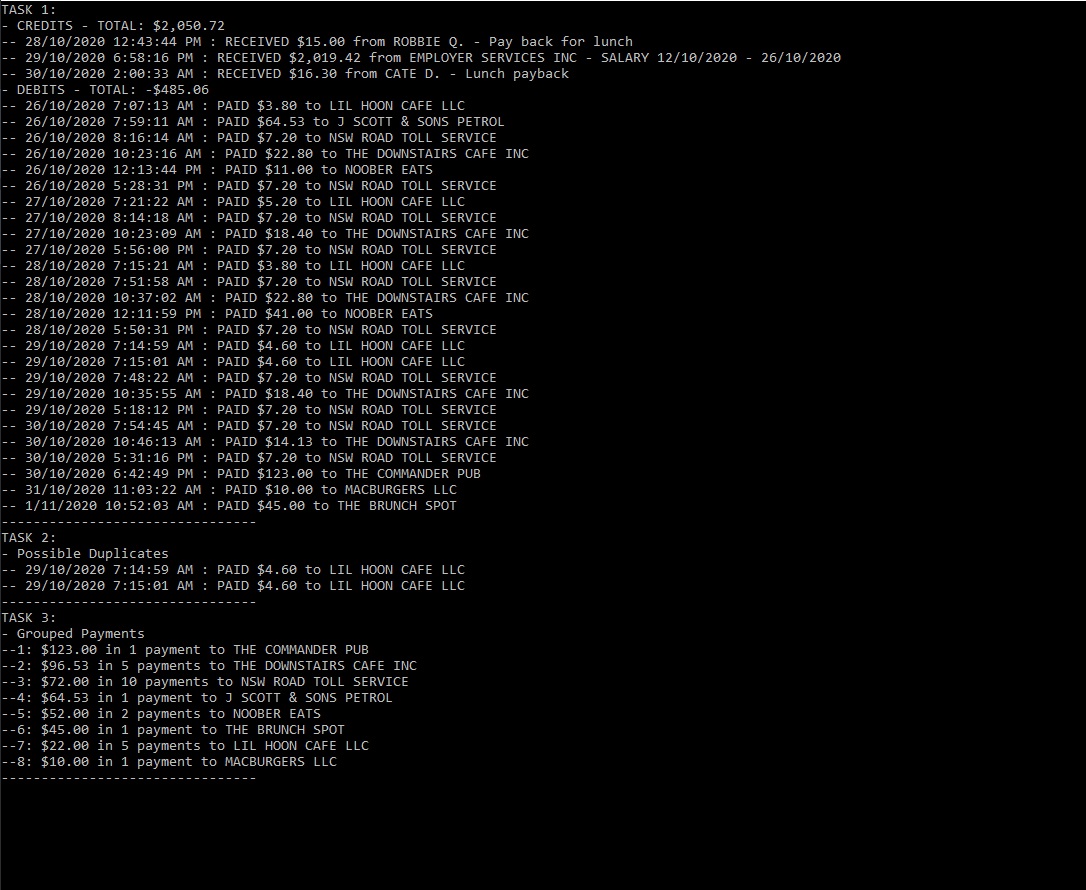 TASK 1:
- CREDITS - TOTAL: $2,050.72
-- 28/10/2020 12:43:44 PM : RECEIVED $15.00 from ROBBIE Q. - Pay back for lunch
-- 29/10/2020 6:58:16 PM : RECEIVED $2,019.42 from EMPLOYER SERVICES INC - SALARY 12/10/2020 - 26/10/2020
-- 30/10/2020 2:00:33 AM : RECEIVED $16.30 from CATE D. - Lunch payback
- DEBITS - TOTAL: -$485.06
-- 26/10/2020 7:07:13 AM : PAID $3.80 to LIL HOON CAFE LLC
-- 26/10/2020 7:59:11 AM : PAID $64.53 to J SCOTT & SONS PETROL
-- 26/10/2020 8:16:14 AM : PAID $7.20 to NSW ROAD TOLL SERVICE
-- 26/10/2020 10:23:16 AM : PAID $22.80 to THE DOWNSTAIRS CAFE INC
-- 26/10/2020 12:13:44 PM : PAID $11.00 to NOOBER EATS
-- 26/10/2020 5:28:31 PM : PAID $7.20 to NSW ROAD TOLL SERVICE
-- 27/10/2020 7:21:22 AM : PAID $5.20 to LIL HOON CAFE LLC
-- 27/10/2020 8:14:18 AM : PAID $7.20 to NSW ROAD TOLL SERVICE
-- 27/10/2020 10:23:09 AM : PAID $18.40 to THE DOWNSTAIRS CAFE INC
-- 27/10/2020 5:56:00 PM : PAID $7.20 to NSW ROAD TOLL SERVICE
-- 28/10/2020 7:15:21 AM : PAID $3.80 to LIL HOON CAFE LLC
-- 28/10/2020 7:51:58 AM : PAID $7.20 to NSW ROAD TOLL SERVICE
-- 28/10/2020 10:37:02 AM : PAID $22.80 to THE DOWNSTAIRS CAFE INC
-- 28/10/2020 12:11:59 PM : PAID $41.00 to NOOBER EATS
-- 28/10/2020 5:50:31 PM : PAID $7.20 to NSW ROAD TOLL SERVICE
-- 29/10/2020 7:14:59 AM : PAID $4.60 to LIL HOON CAFE LLC
-- 29/10/2020 7:15:01 AM : PAID $4.60 to LIL HOON CAFE LLC
-- 29/10/2020 7:48:22 AM : PAID $7.20 to NSW ROAD TOLL SERVICE
-- 29/10/2020 10:35:55 AM : PAID $18.40 to THE DOWNSTAIRS CAFE INC
-- 29/10/2020 5:18:12 PM : PAID $7.20 to NSW ROAD TOLL SERVICE
-- 30/10/2020 7:54:45 AM : PAID $7.20 to NSW ROAD TOLL SERVICE
-- 30/10/2020 10:46:13 AM : PAID $14.13 to THE DOWNSTAIRS CAFE INC
-- 30/10/2020 5:31:16 PM : PAID $7.20 to NSW ROAD TOLL SERVICE
-- 30/10/2020 6:42:49 PM : PAID $123.00 to THE COMMANDER PUB
-- 31/10/2020 11:03:22 AM : PAID $10.00 to MACBURGERS LLC
-- 1/11/2020 10:52:03 AM : PAID $45.00 to THE BRUNCH SPOT
--------------------------------
TASK 2:
- Possible Duplicates
-- 29/10/2020 7:14:59 AM : PAID $4.60 to LIL HOON CAFE LLC
-- 29/10/2020 7:15:01 AM : PAID $4.60 to LIL HOON CAFE LLC
--------------------------------
TASK 3:
- Grouped Payments
--1: $123.00 in 1 payment to THE COMMANDER PUB
--2: $96.53 in 5 payments to THE DOWNSTAIRS CAFE INC
--3: $72.00 in 10 payments to NSW ROAD TOLL SERVICE
--4: $64.53 in 1 payment to J SCOTT & SONS PETROL
--5: $52.00 in 2 payments to NOOBER EATS
--6: $45.00 in 1 payment to THE BRUNCH SPOT
--7: $22.00 in 5 payments to LIL HOON CAFE LLC
--8: $10.00 in 1 payment to MACBURGERS LLC
--------------------------------